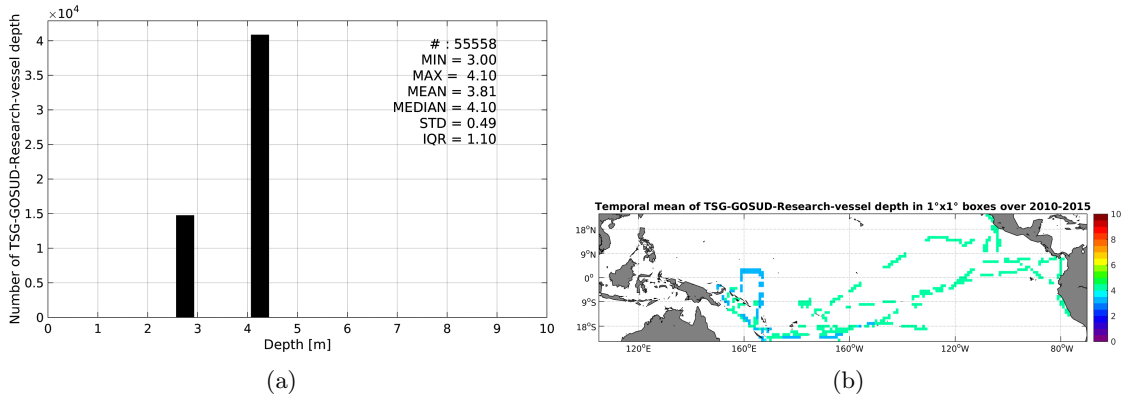 ×10⁴
Number of TSG-GOSUD-Research-vessel depth
4
3.5
3
2.5
2
1.5
1
0.5
0
# : 55558
MIN = 3.00
MAX = 4.10
MEAN = 3.81
MEDIAN = 4.10
STD = 0.49
IQR = 1.10
0 1 2 3 4 5 6 7 8 9 10
Depth [m]
(a)
Temporal mean of TSG-GOSUD-Research-vessel depth in 1°x1° boxes over 2010-2015
18°N
9°N
0°
9°S
18°S
120°E 160°E 160°W 120°W 80°W
10
8
6
4
2
0
(b)